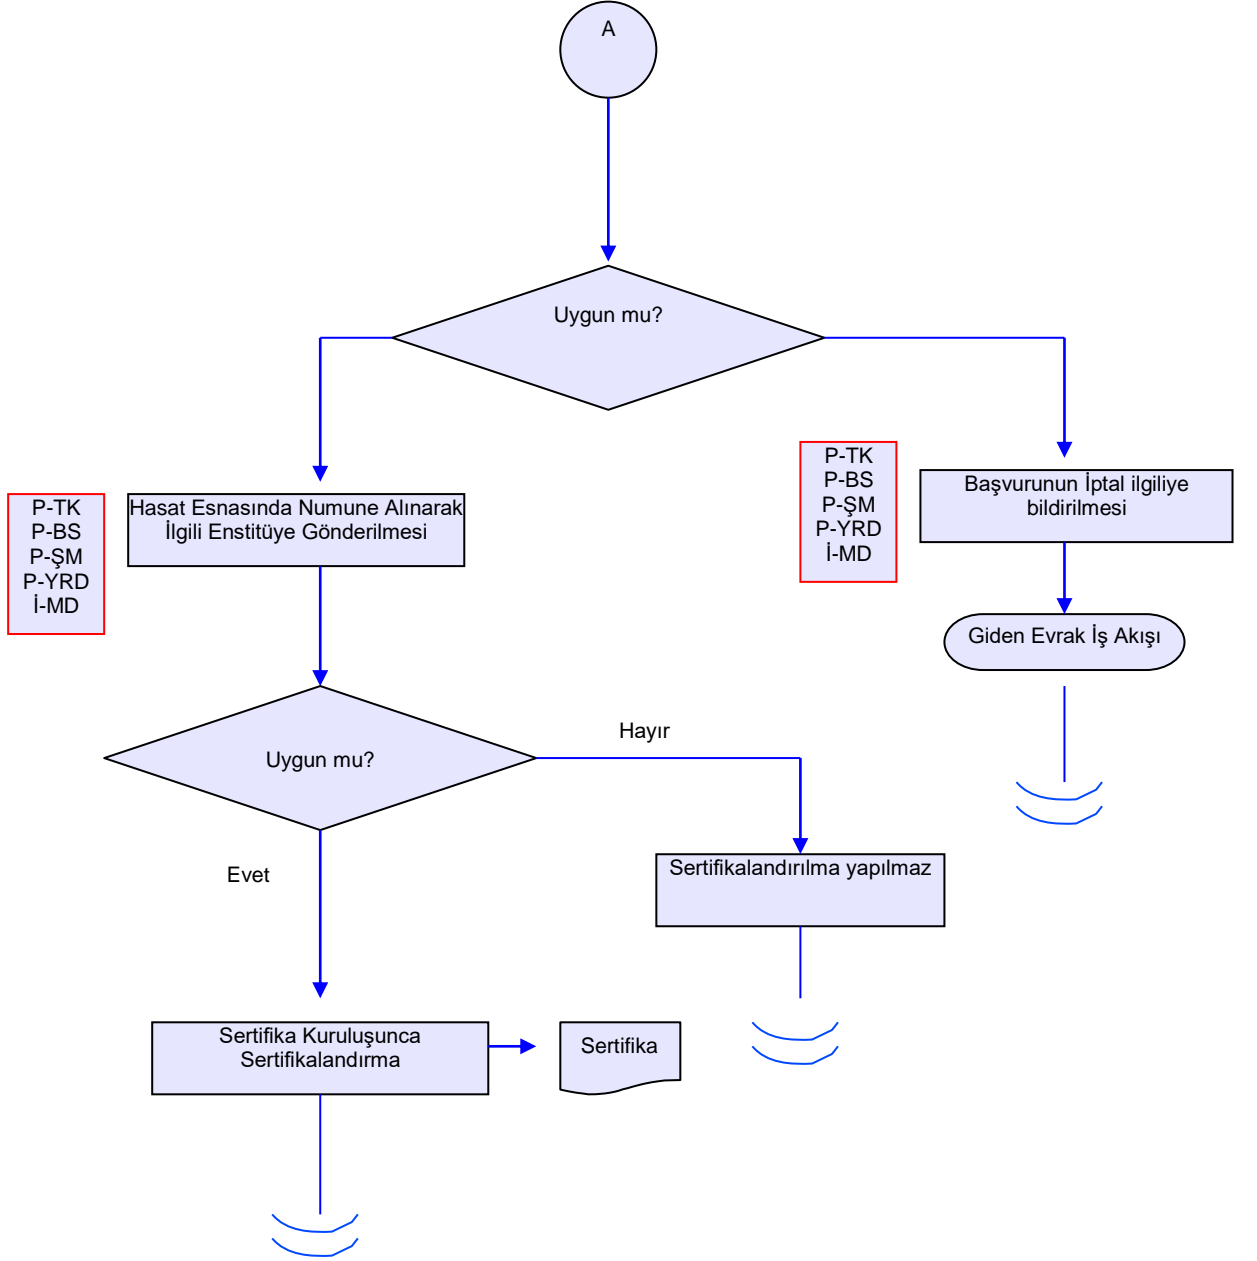 A
Uygun mu?
P-TK
P-BS
P-ŞM
P-YRD
İ-MD
Hasat Esnasında Numune Alınarak
İlgili Enstitüye Gönderilmesi
P-TK
P-BS
P-ŞM
P-YRD
İ-MD
Başvurunun İptal ilgiliye
bildirilmesi
Giden Evrak İş Akışı
Uygun mu?
Hayır
Evet
Sertifikalandırılma yapılmaz
Sertifika Kuruluşunca
Sertifikalandırma
Sertifika